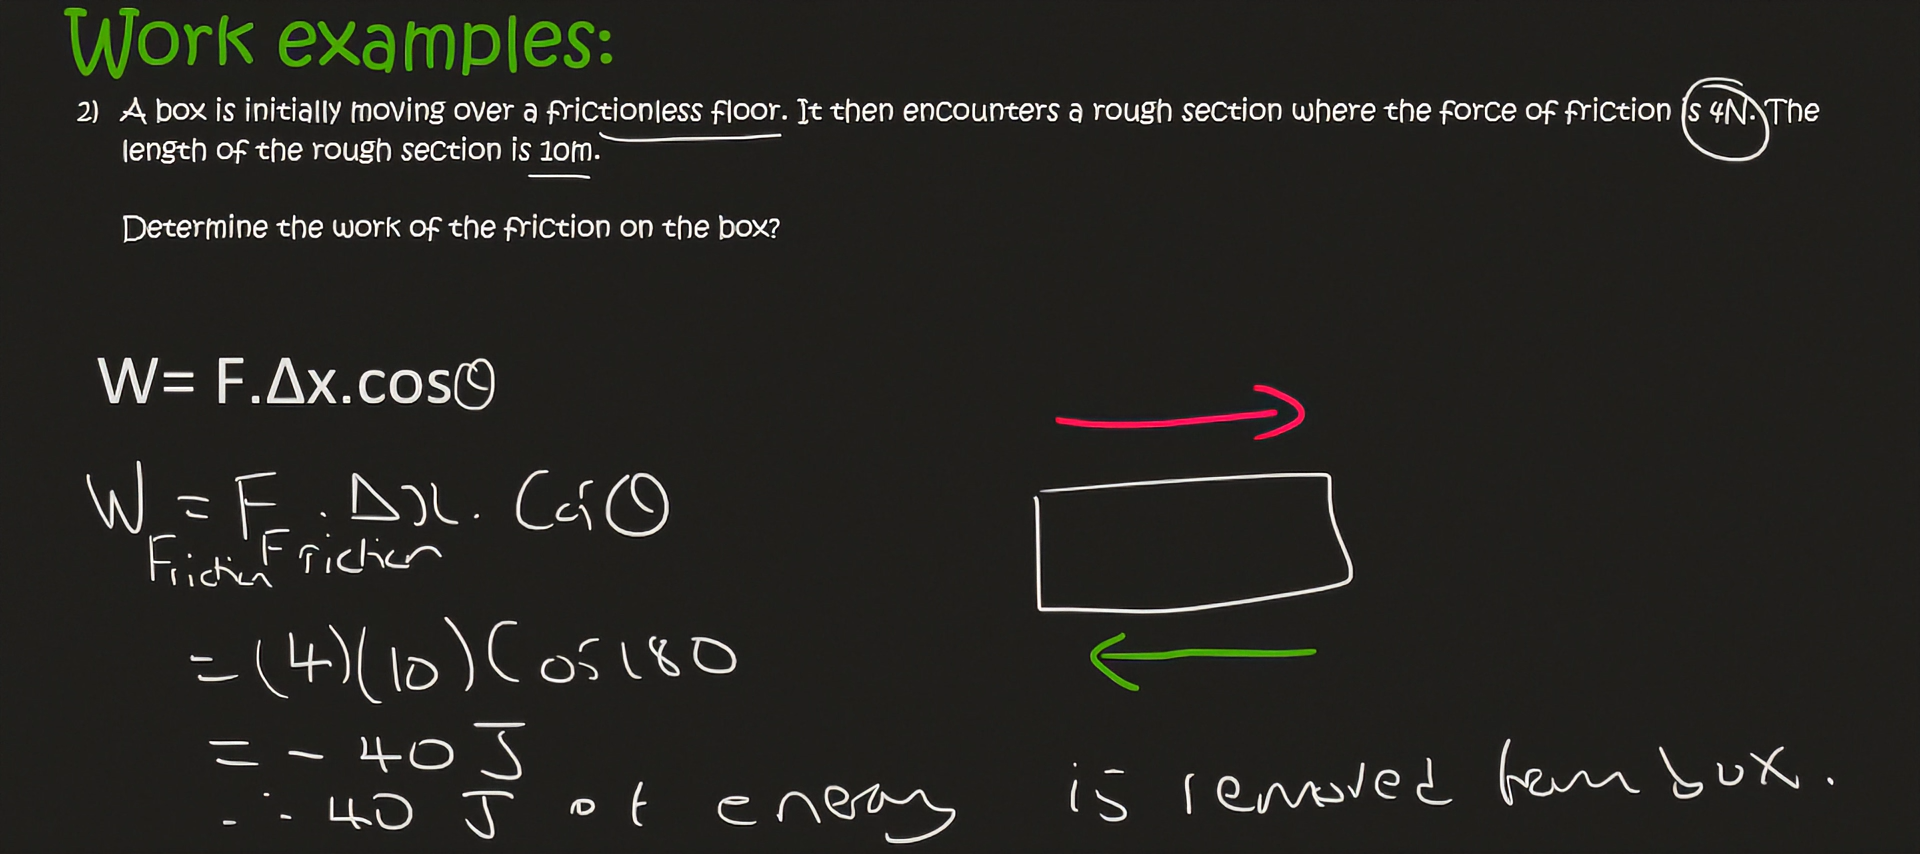 Work examples:
2) A box is initially moving over a frictionless floor. It then encounters a rough section where the force of friction is 4N. The
length of the rough section is 10m.
Determine the work of the friction on the box?
W= F.Δx.cosθ
W Friction = F Friction . Δx. Cos θ
= (4)(10) Cos 180
= - 40 J
∴ 40 J of energy is removed from box.